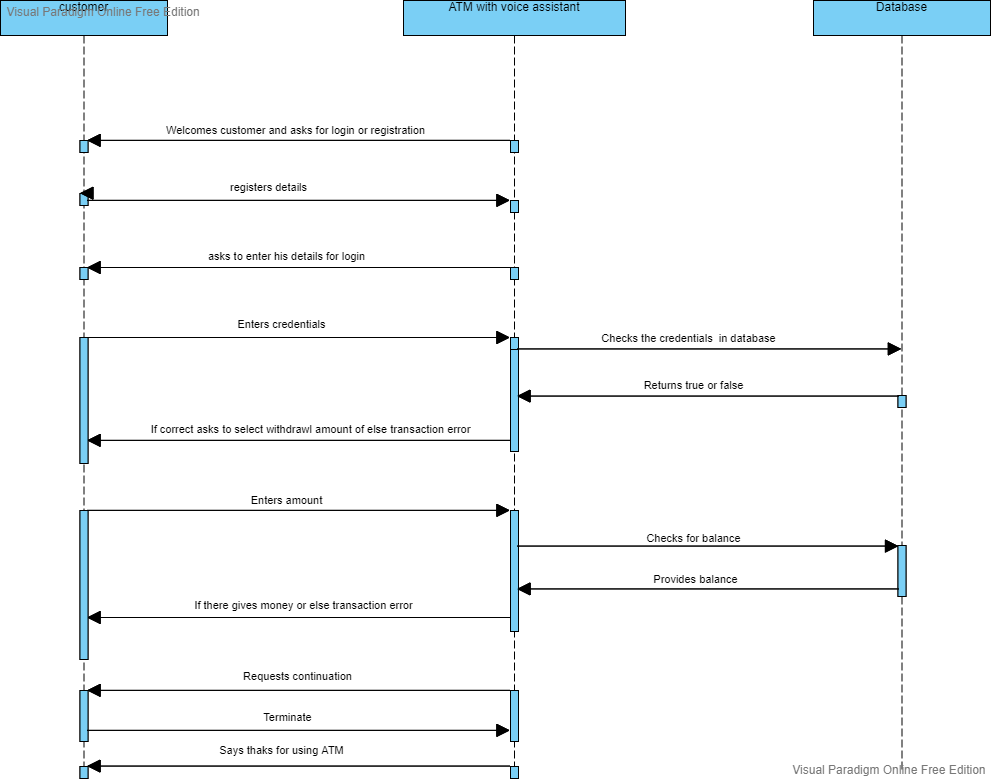 customer
Visual Paradigm Online Free Edition
ATM with voice assistant
Database
Welcomes customer and asks for login or registration
registers details
asks to enter his details for login
Enters credentials
Checks the credentials  in database
Returns true or false
If correct asks to select withdrawl amount of else transaction error
Enters amount
Checks for balance
Provides balance
If there gives money or else transaction error
Requests continuation
Terminate
Says thaks for using ATM
Visual Paradigm Online Free Edition